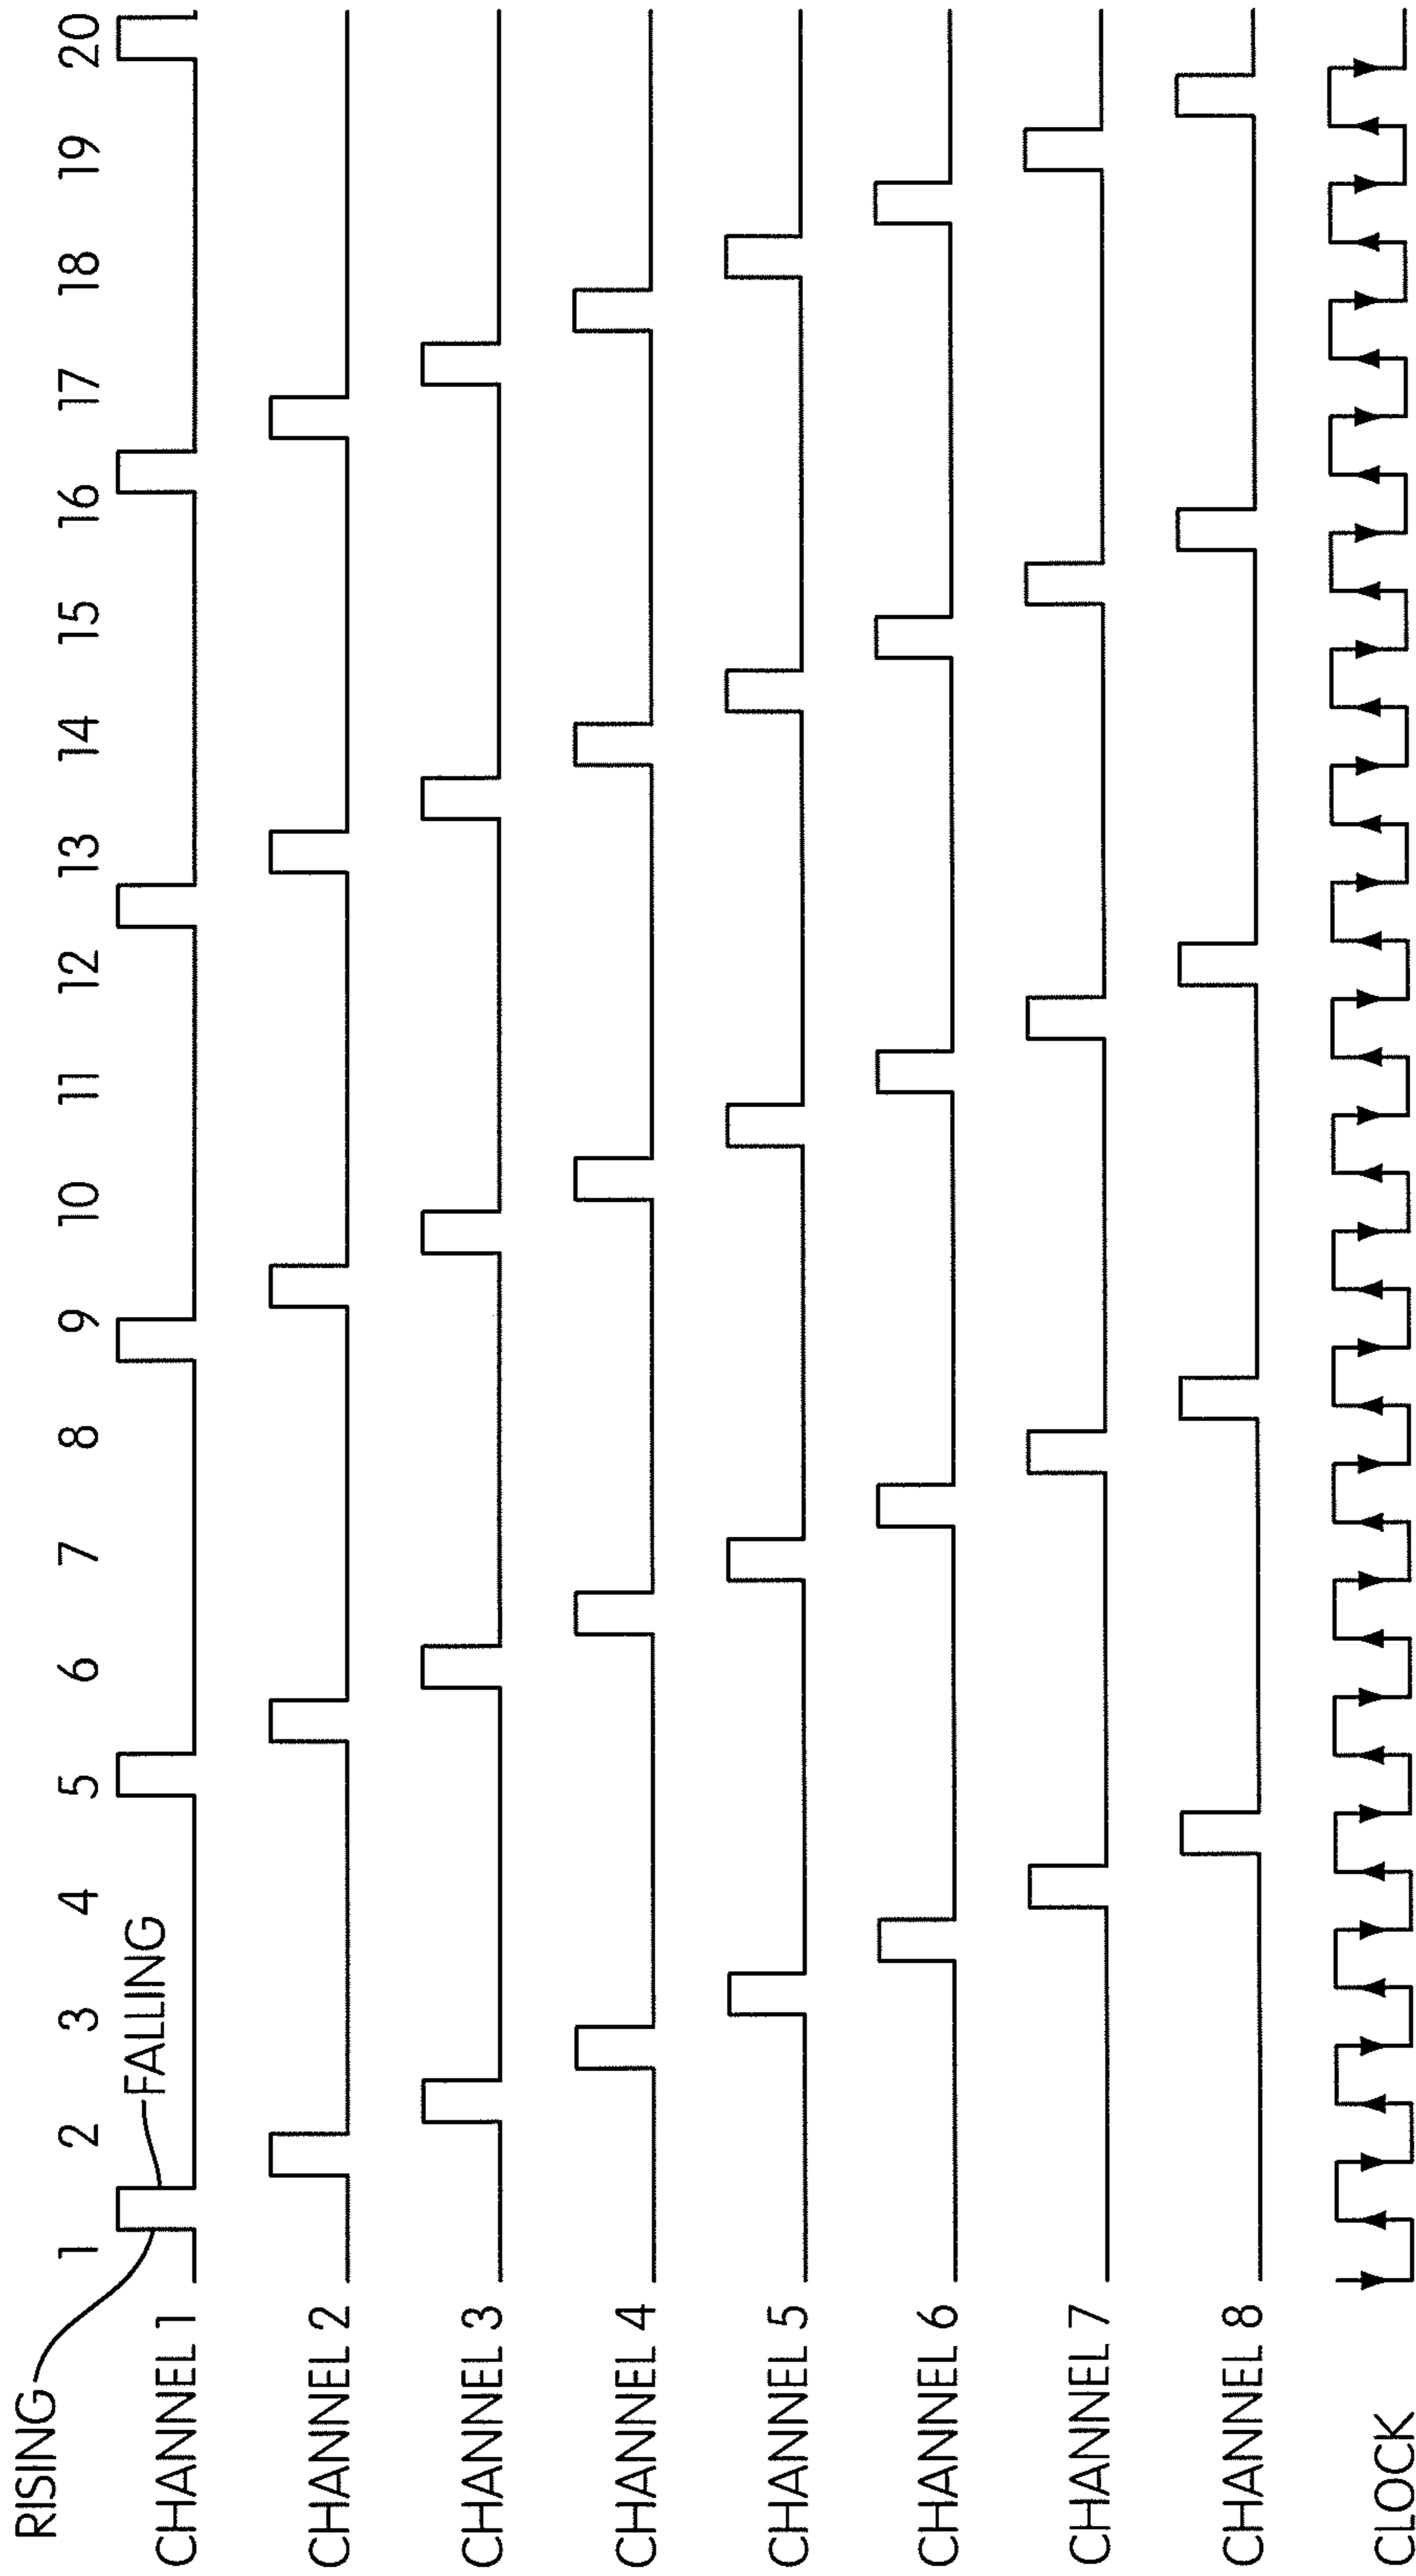 RISING
FALLING
1 2 3 4 5 6 7 8 9 10 11 12 13 14 15 16 17 18 19 20
CHANNEL 1
CHANNEL 2
CHANNEL 3
CHANNEL 4
CHANNEL 5
CHANNEL 6
CHANNEL 7
CHANNEL 8
CLOCK